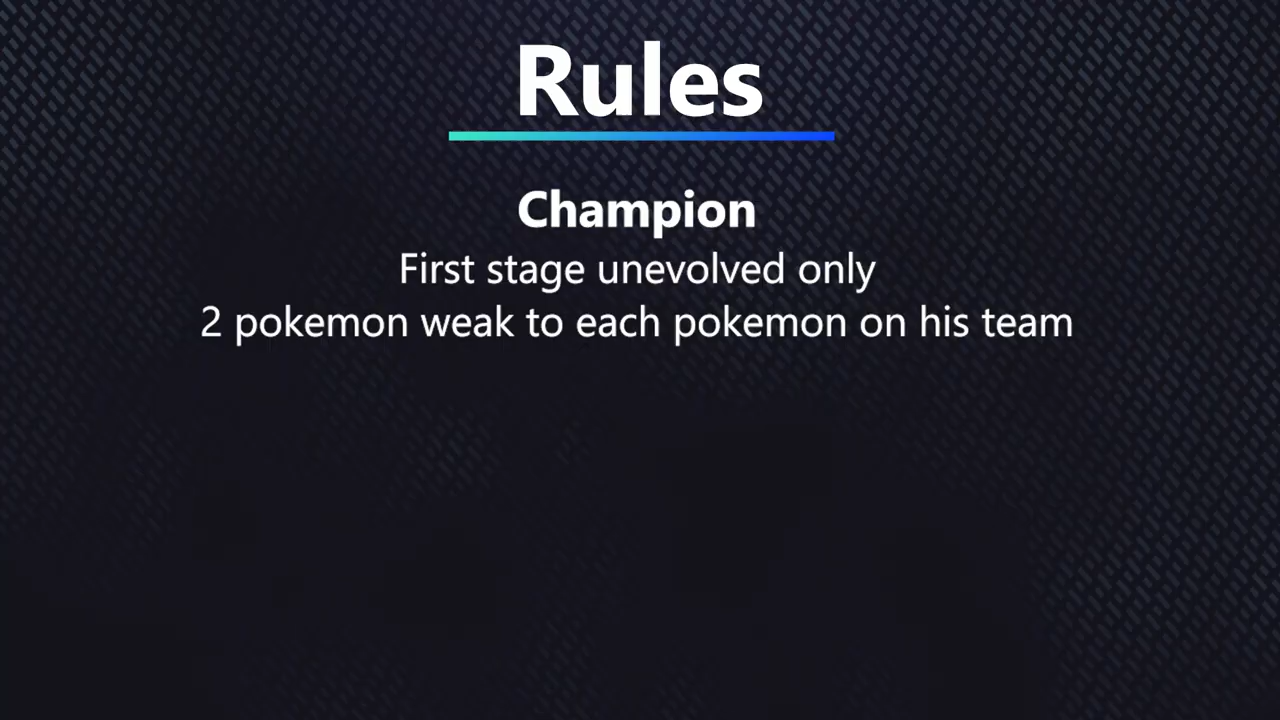 Rules
Champion
First stage unevolved only
2 pokemon weak to each pokemon on his team